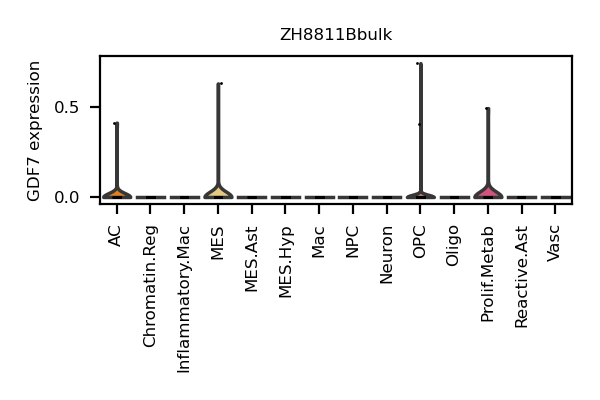 ZH8811Bbulk
GDF7 expression
0.5
0.0
AC
Chromatin.Reg
Inflammatory.Mac
MES
MES.Ast
MES.Hyp
Mac
NPC
Neuron
OPC
Oligo
Prolif.Metab
Reactive.Ast
Vasc